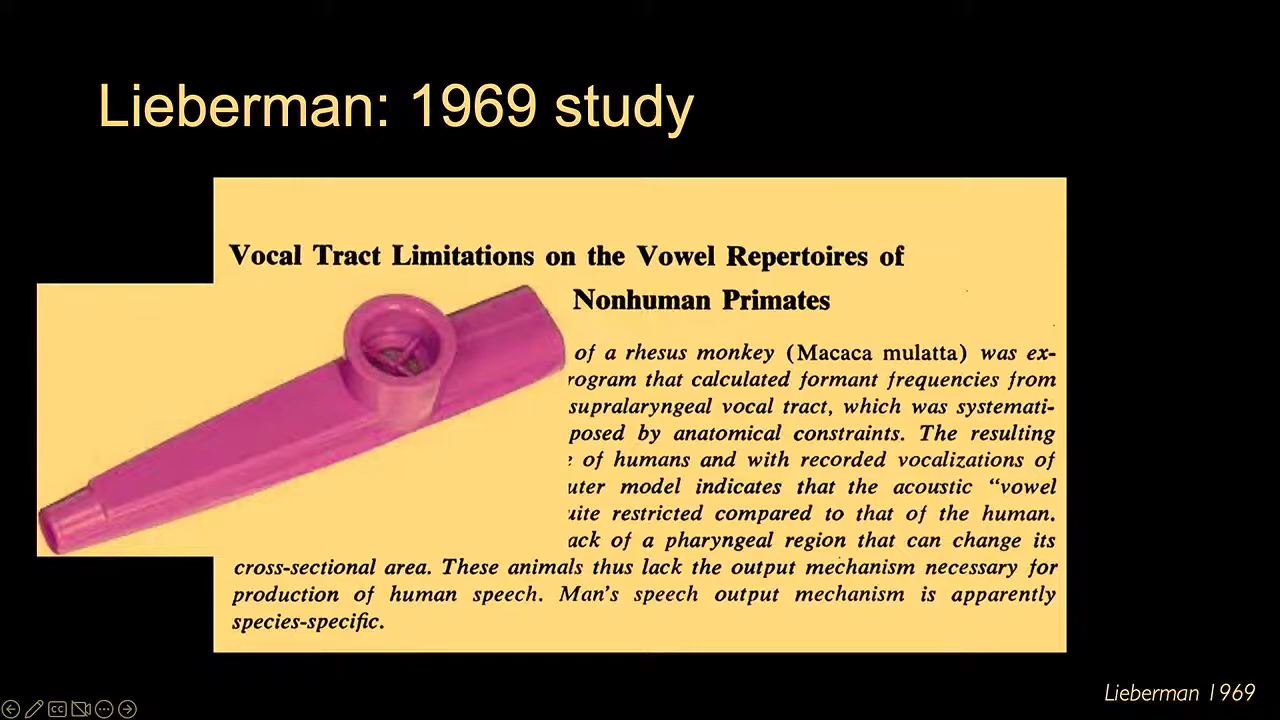 Lieberman: 1969 study
Vocal Tract Limitations on the Vowel Repertoires of
Nonhuman Primates
of a rhesus monkey (Macaca mulatta) was ex-
rogram that calculated formant frequencies from
supralaryngeal vocal tract, which was systemati-
posed by anatomical constraints. The resulting
of humans and with recorded vocalizations of
uter model indicates that the acoustic “vowel
uite restricted compared to that of the human.
ack of a pharyngeal region that can change its
cross-sectional area. These animals thus lack the output mechanism necessary for
production of human speech. Man's speech output mechanism is apparently
species-specific.
Lieberman 1969
CC